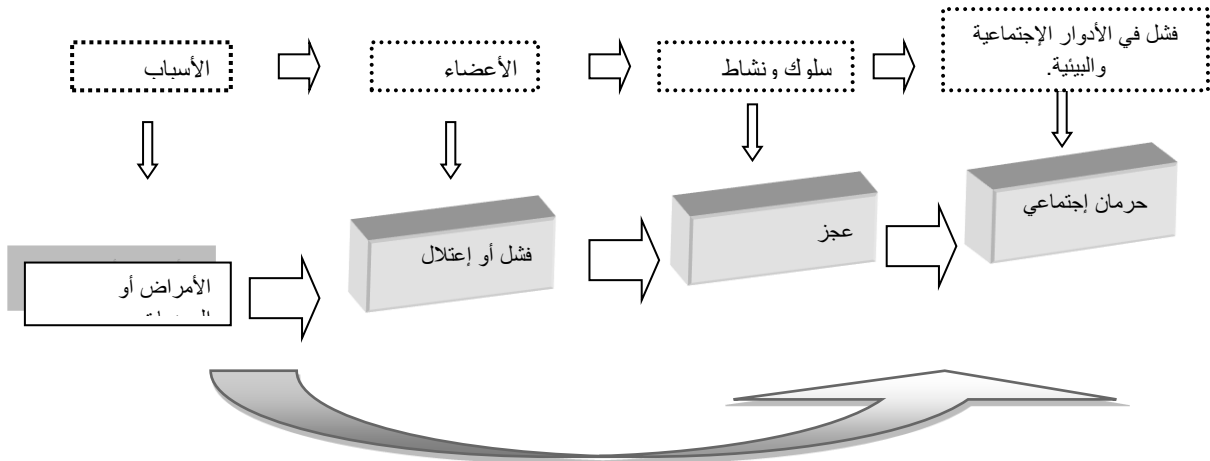 الأسباب
الأعضاء
سلوك ونشاط
فشل في الأدوار الإجتماعية
والبيئية.
الأمراض أو
فشل أو إعتلال
عجز
حرمان إجتماعي